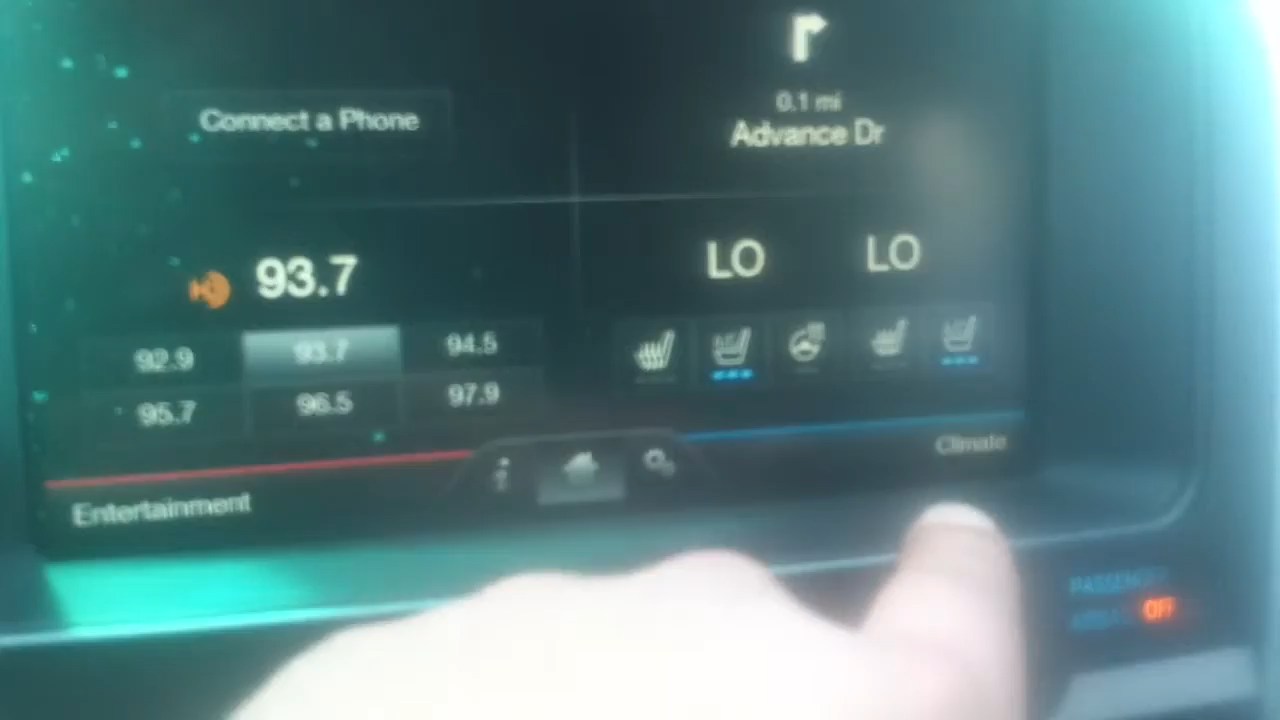 Connect a Phone
0.1 mi
Advance Dr
93.7
LO LO
92.9 93.7 94.5
95.7 96.5 97.9
Climate
Entertainment
PASSENGER
OFF